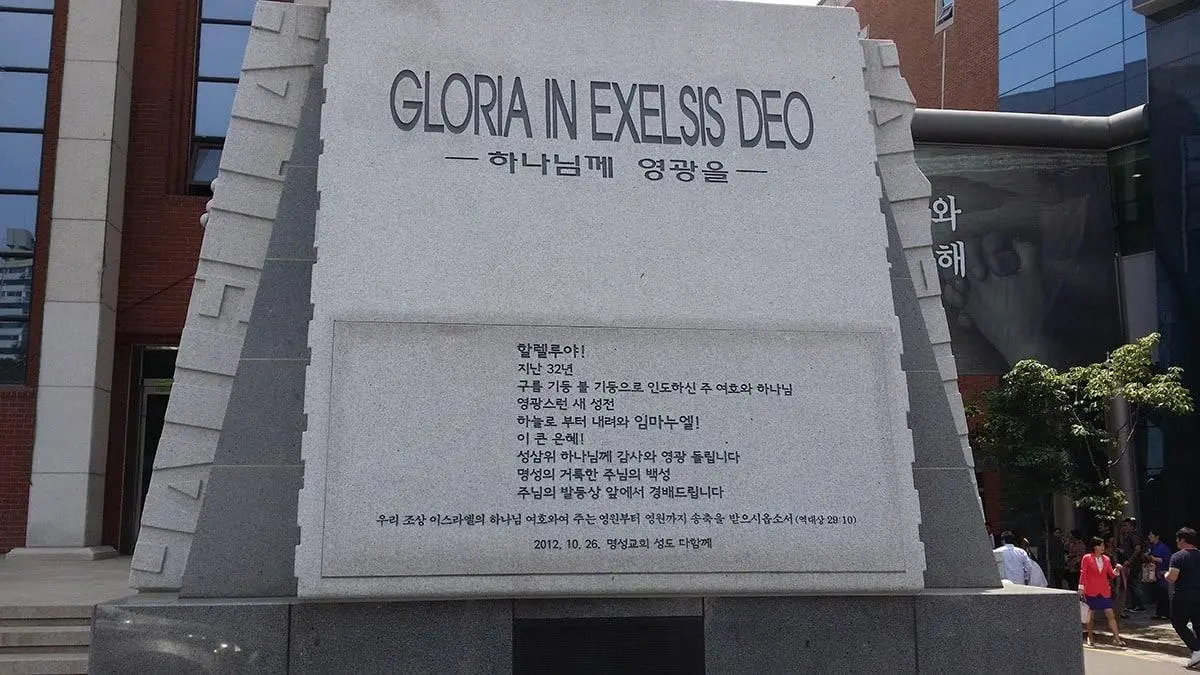 GLORIA IN EXELSIS DEO
— 하나님께 영광을 —
할렐루야!
지난 32년
구름 기둥 불 기둥으로 인도하신 주 여호와 하나님
영광스런 새 성전
하늘로 부터 내려와 임마누엘!
이 큰 은혜!
성삼위 하나님께 감사와 영광 돌립니다
명성의 거룩한 주님의 백성
주님의 발등상 앞에서 경배드립니다
우리 조상 이스라엘의 하나님 여호와여 주는 영원부터 영원까지 송축을 받으시옵소서 (역대상 29:10)
2012. 10. 26. 명성교회 성도 다함께
와
해